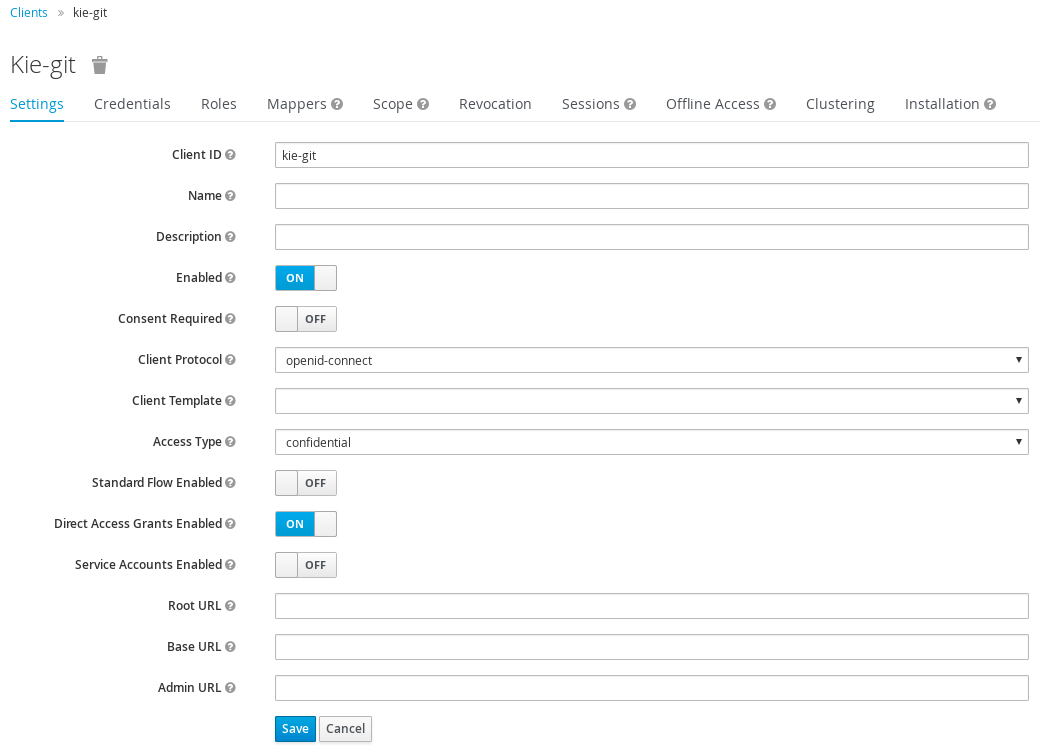 Clients » kie-git
Kie-git
Settings Credentials Roles Mappers ? Scope ? Revocation Sessions ? Offline Access ? Clustering Installation ?
Client ID ? kie-git
Name ?
Description ?
Enabled ? ON
Consent Required ? OFF
Client Protocol ? openid-connect
Client Template ?
Access Type ? confidential
Standard Flow Enabled ? OFF
Direct Access Grants Enabled ? ON
Service Accounts Enabled ? OFF
Root URL ?
Base URL ?
Admin URL ?
Save Cancel